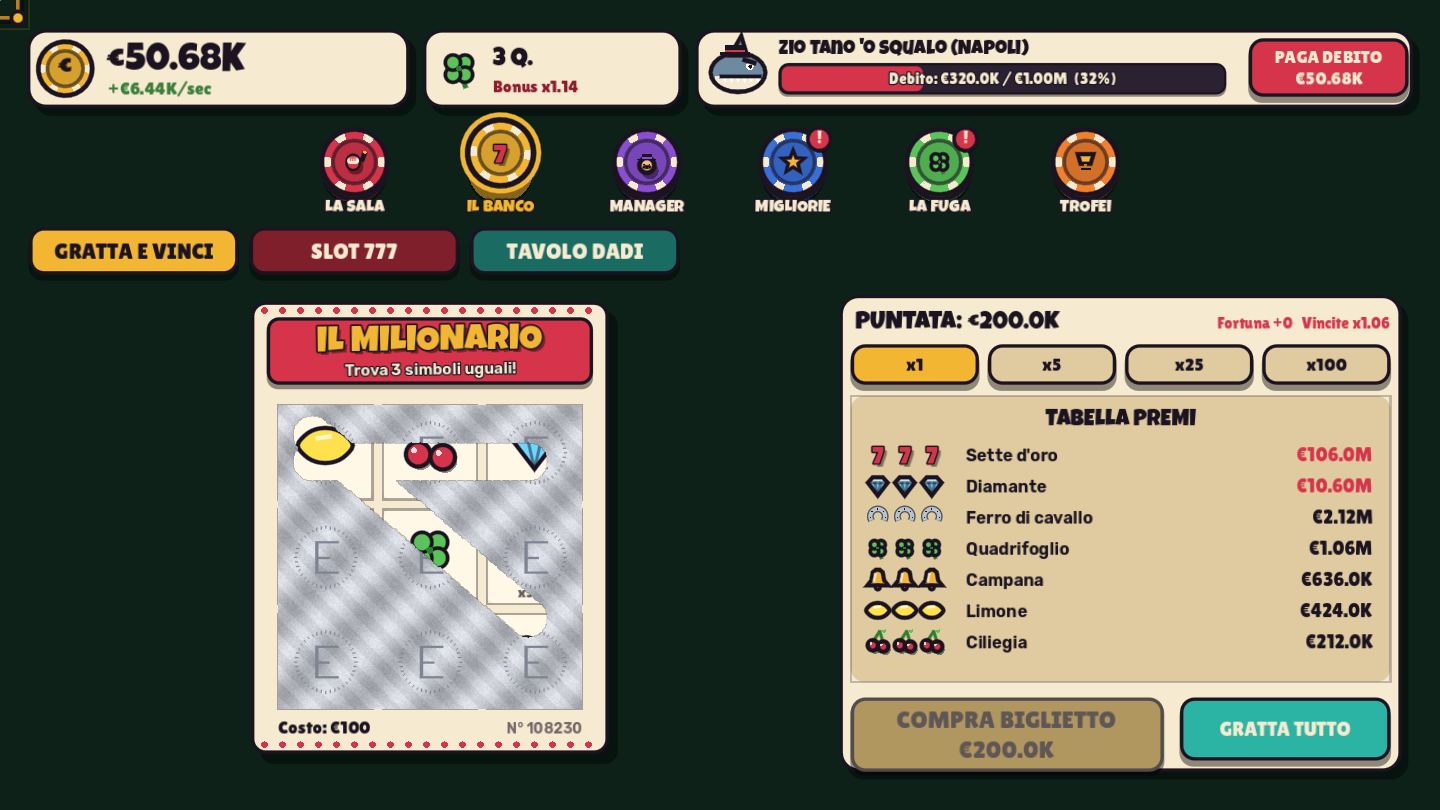 €50.68K
+€6.44K/sec
3 Q.
Bonus x1.14
ZIO TANO 'O SQUALO (NAPOLI)
Debito: €320.0K / €1.00M (32%)
PAGA DEBITO
€50.68K
LA SALA
IL BANCO
MANAGER
MIGLIORIE
LA FUGA
TROFEI
GRATTA E VINCI
SLOT 777
TAVOLO DADI
IL MILIONARIO
Trova 3 simboli uguali!
E E
E E E
E E E
Costo: €100
N° 108230
PUNTATA: €200.0K
Fortuna +0 Vincite x1.06
x1
x5
x25
x100
TABELLA PREMI
7 7 7 Sette d'oro €106.0M
Diamante €10.60M
Ferro di cavallo €2.12M
Quadrifoglio €1.06M
Campana €636.0K
Limone €424.0K
Ciliegia €212.0K
COMPRA BIGLIETTO
€200.0K
GRATTA TUTTO